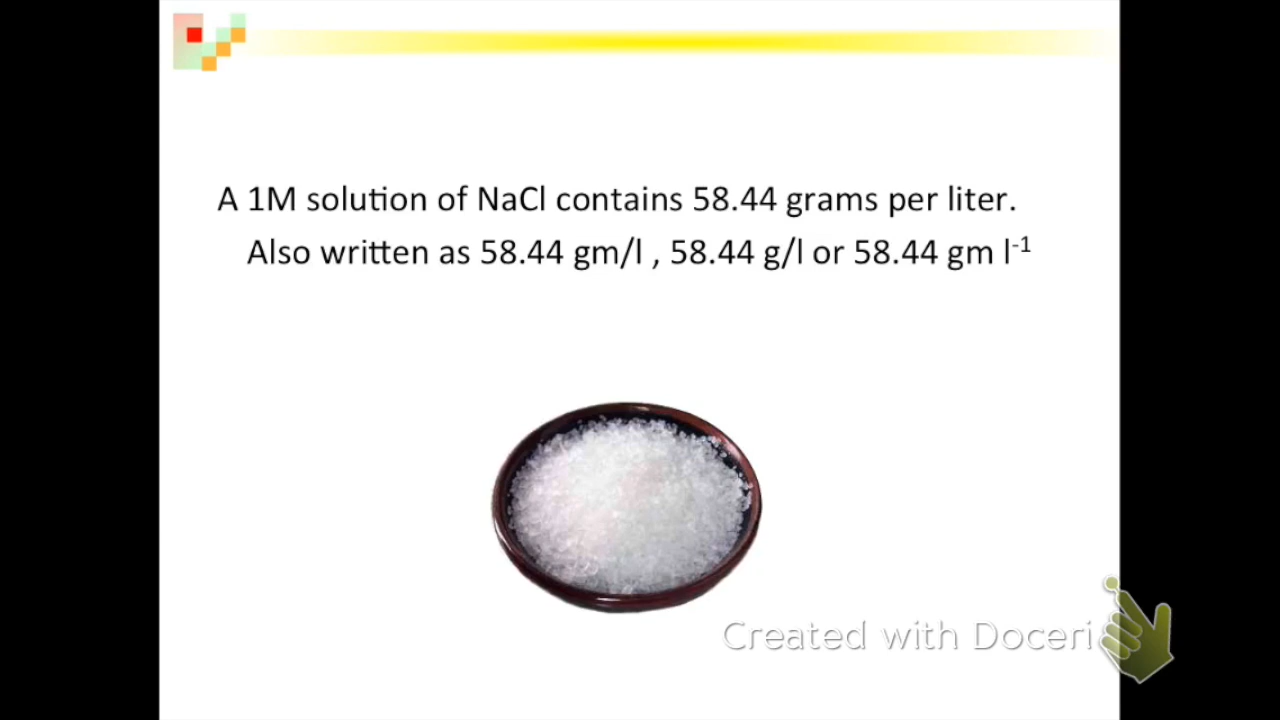 A 1M solution of NaCl contains 58.44 grams per liter.
Also written as 58.44 gm/l , 58.44 g/l or 58.44 gm l⁻¹
Created with Doceri